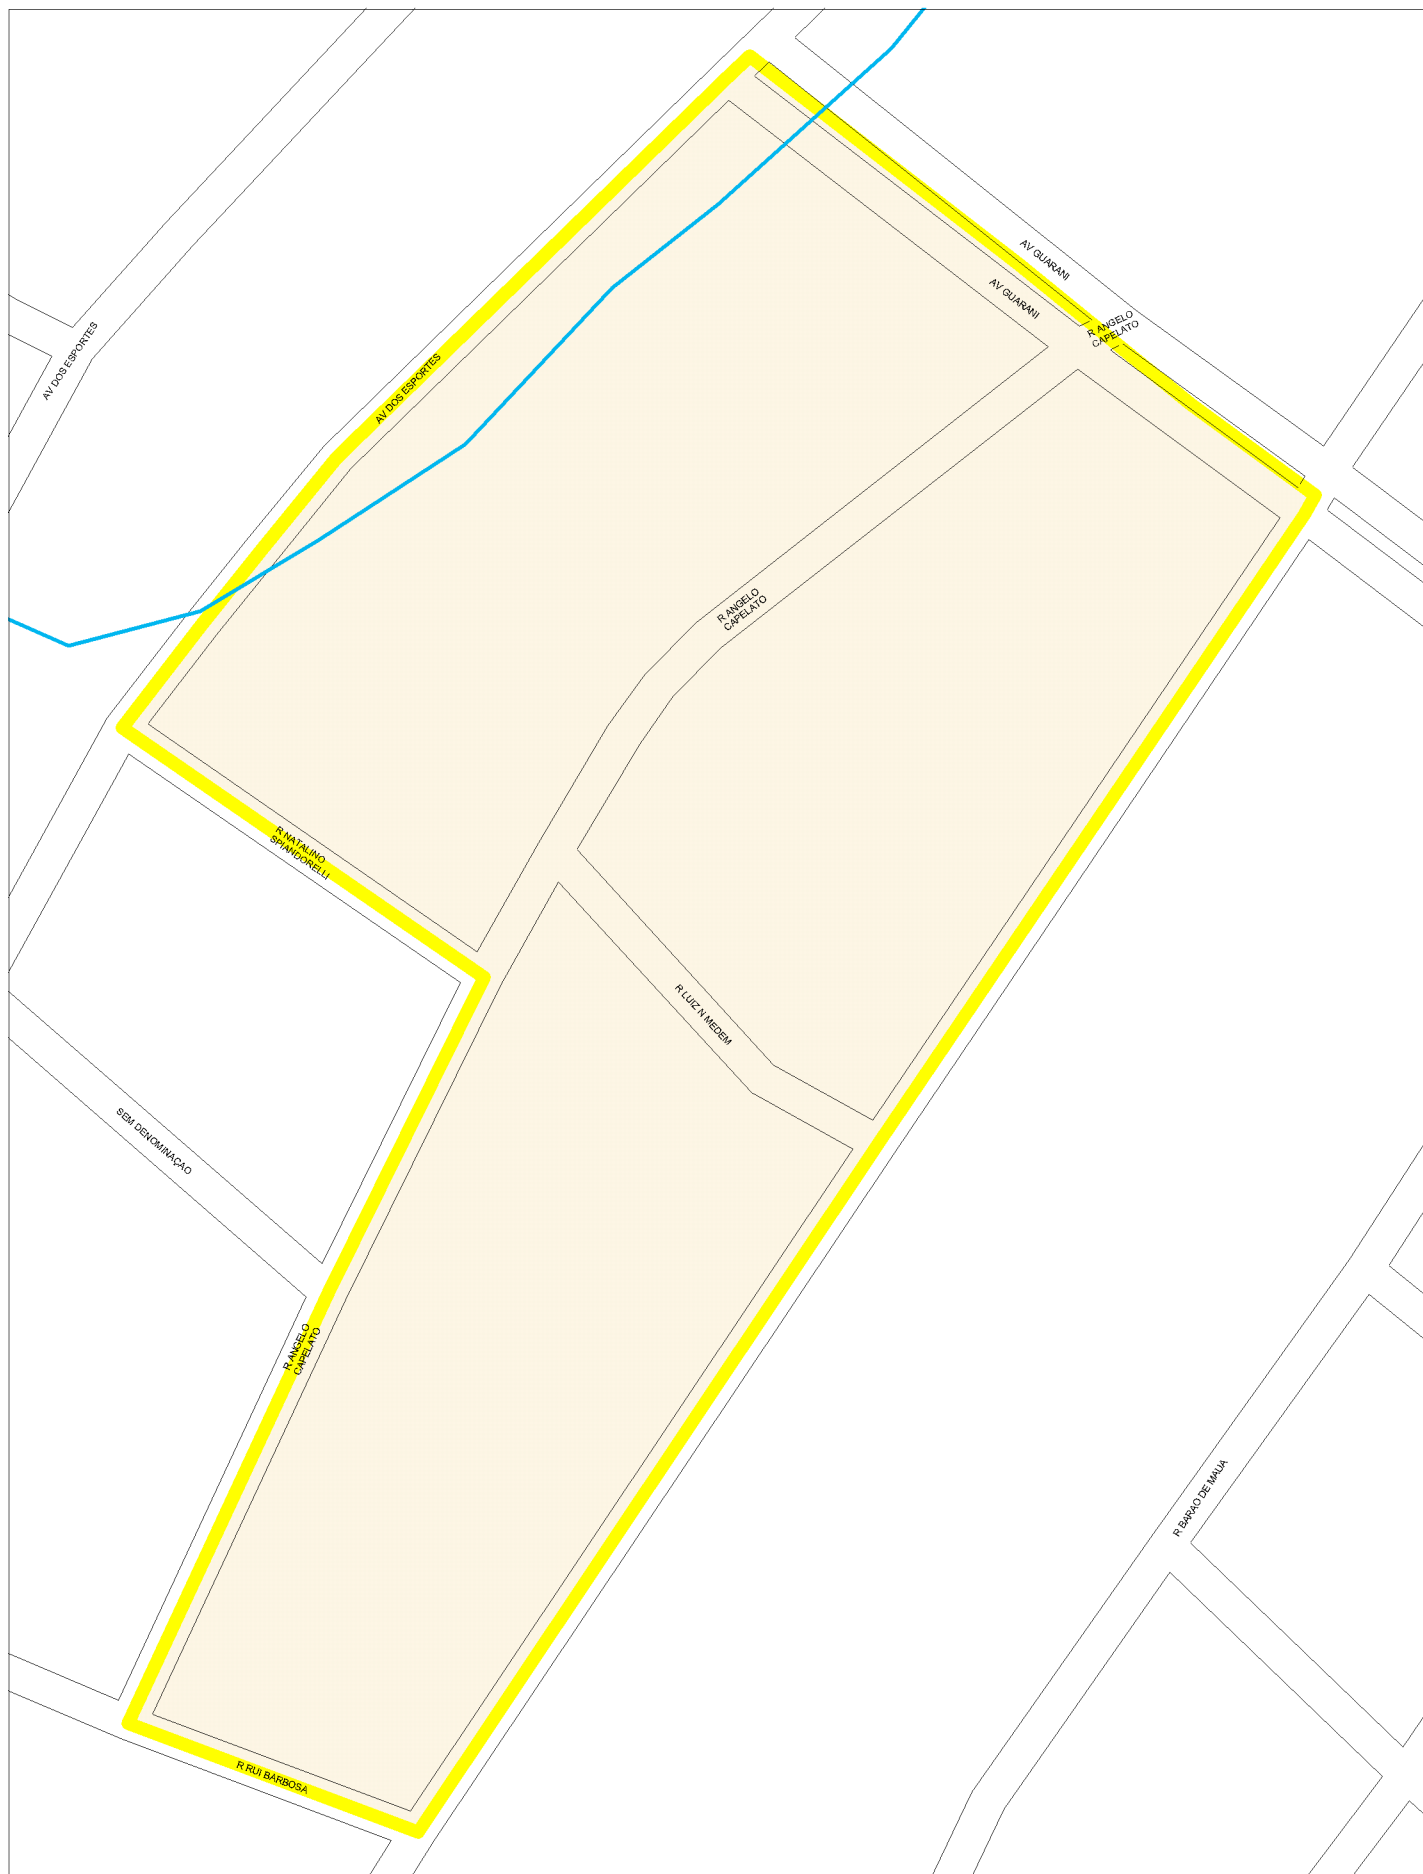 AV GUARANI
AV GUARANI
R ANGELO
CAPELATO
AV DOS ESPORTES
AV DOS ESPORTES
R ANGELO
CAPELATO
R NATALINO
SPIANDORELLI
R LUIZ N MEDEM
SEM DENOMINAÇÃO
R ANGELO
CAPELATO
R BARAO DE MAUA
R RUI BARBOSA